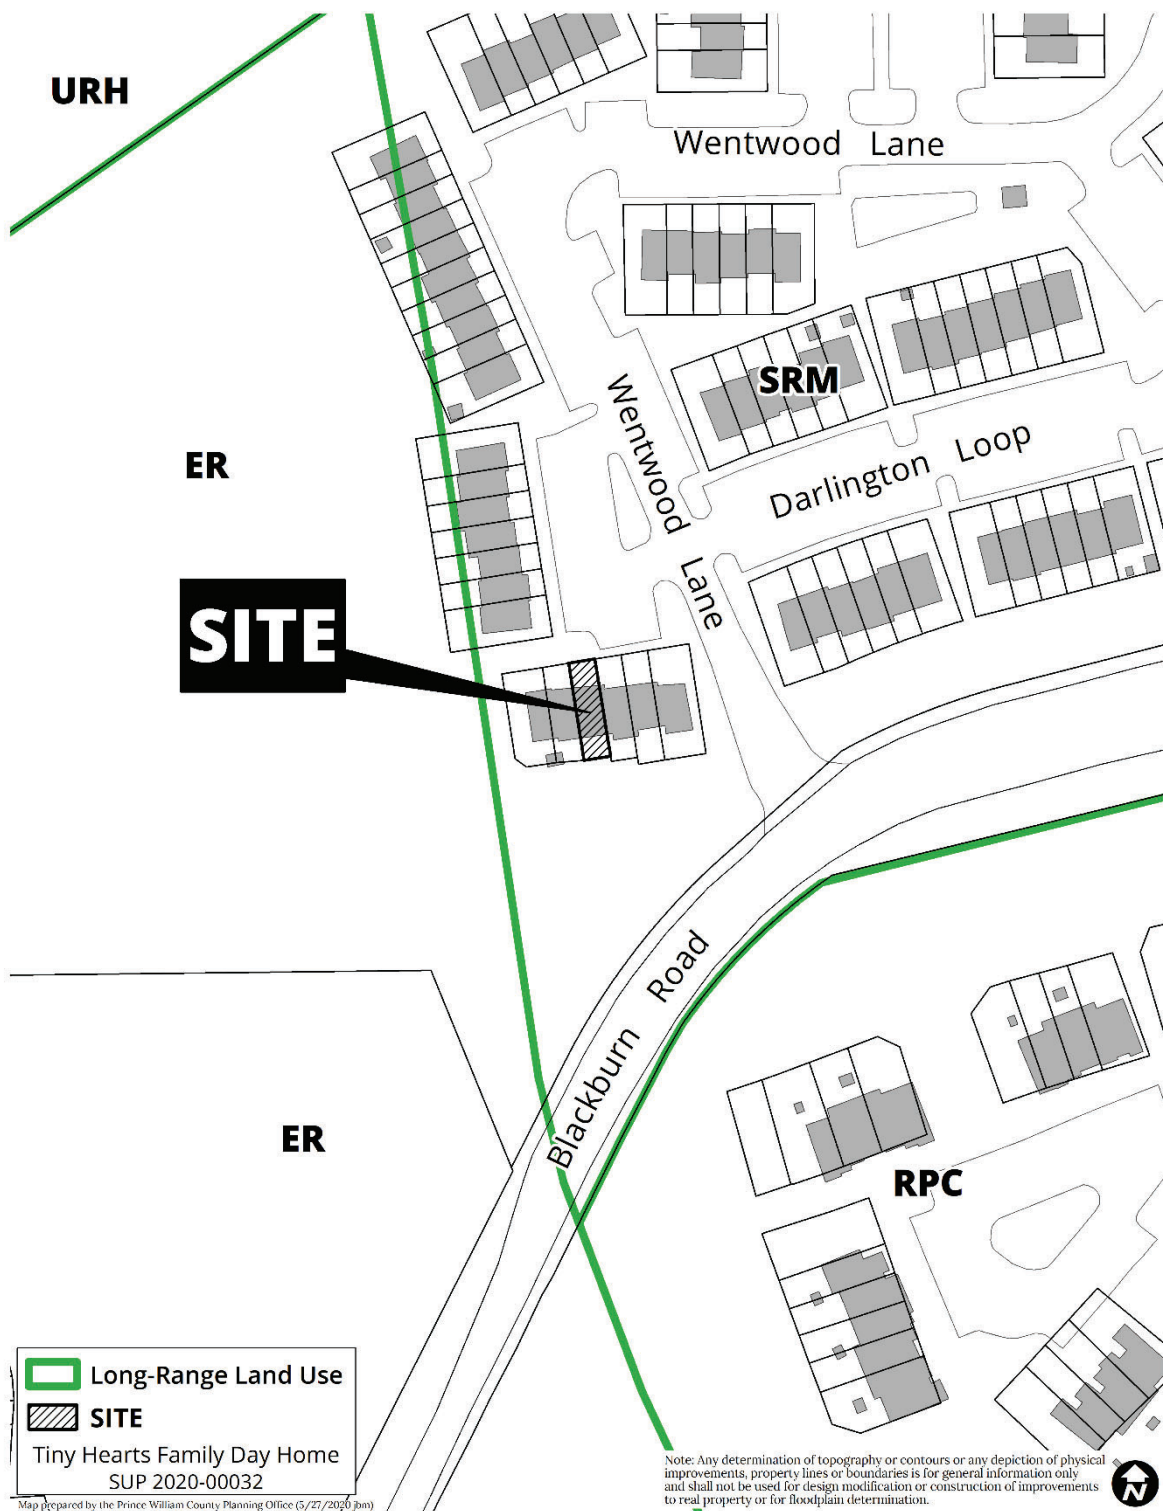 URH
Wentwood Lane
SRM
Wentwood Lane
Darlington Loop
ER
SITE
Blackburn Road
ER
RPC
Long-Range Land Use
SITE
Tiny Hearts Family Day Home
SUP 2020-00032
Map prepared by the Prince William County Planning Office (5/27/2020 jbm)
Note: Any determination of topography or contours or any depiction of physical
improvements, property lines or boundaries is for general information only
and shall not be used for design modification or construction of improvements
to real property or for floodplain determination.
N